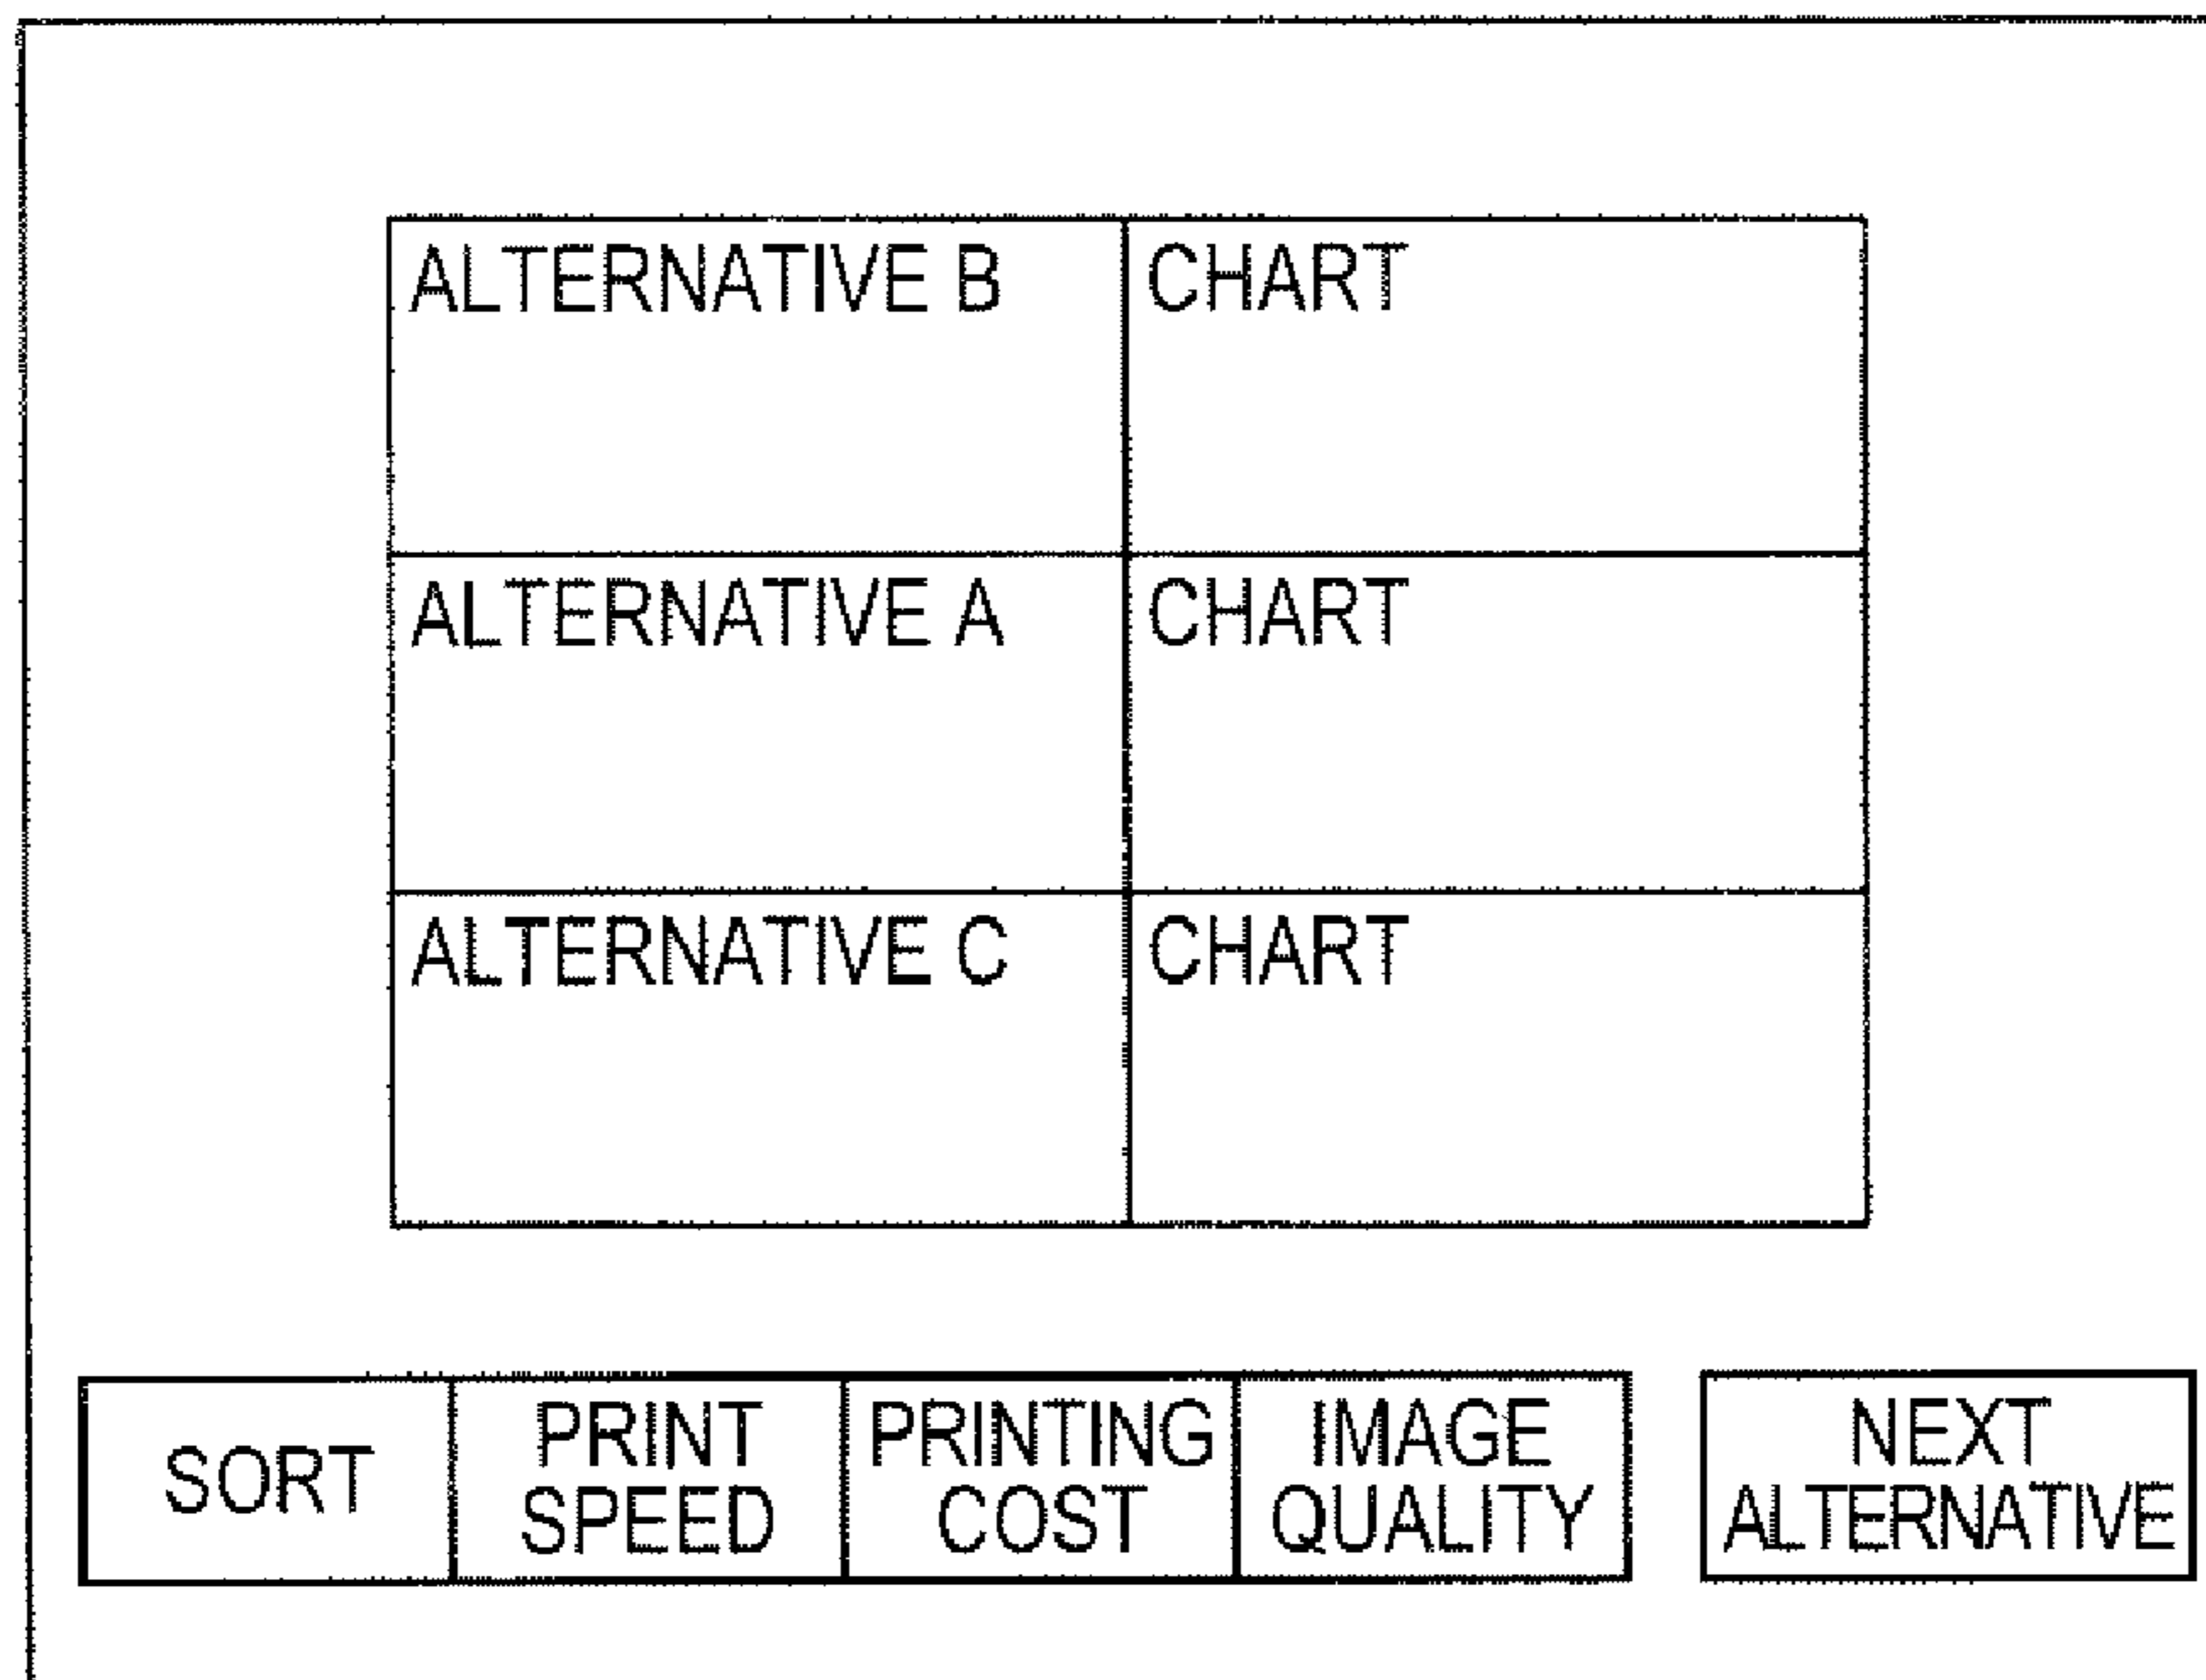 ALTERNATIVE B CHART
ALTERNATIVE A CHART
ALTERNATIVE C CHART
SORT
PRINT
SPEED
PRINTING
COST
IMAGE
QUALITY
NEXT
ALTERNATIVE